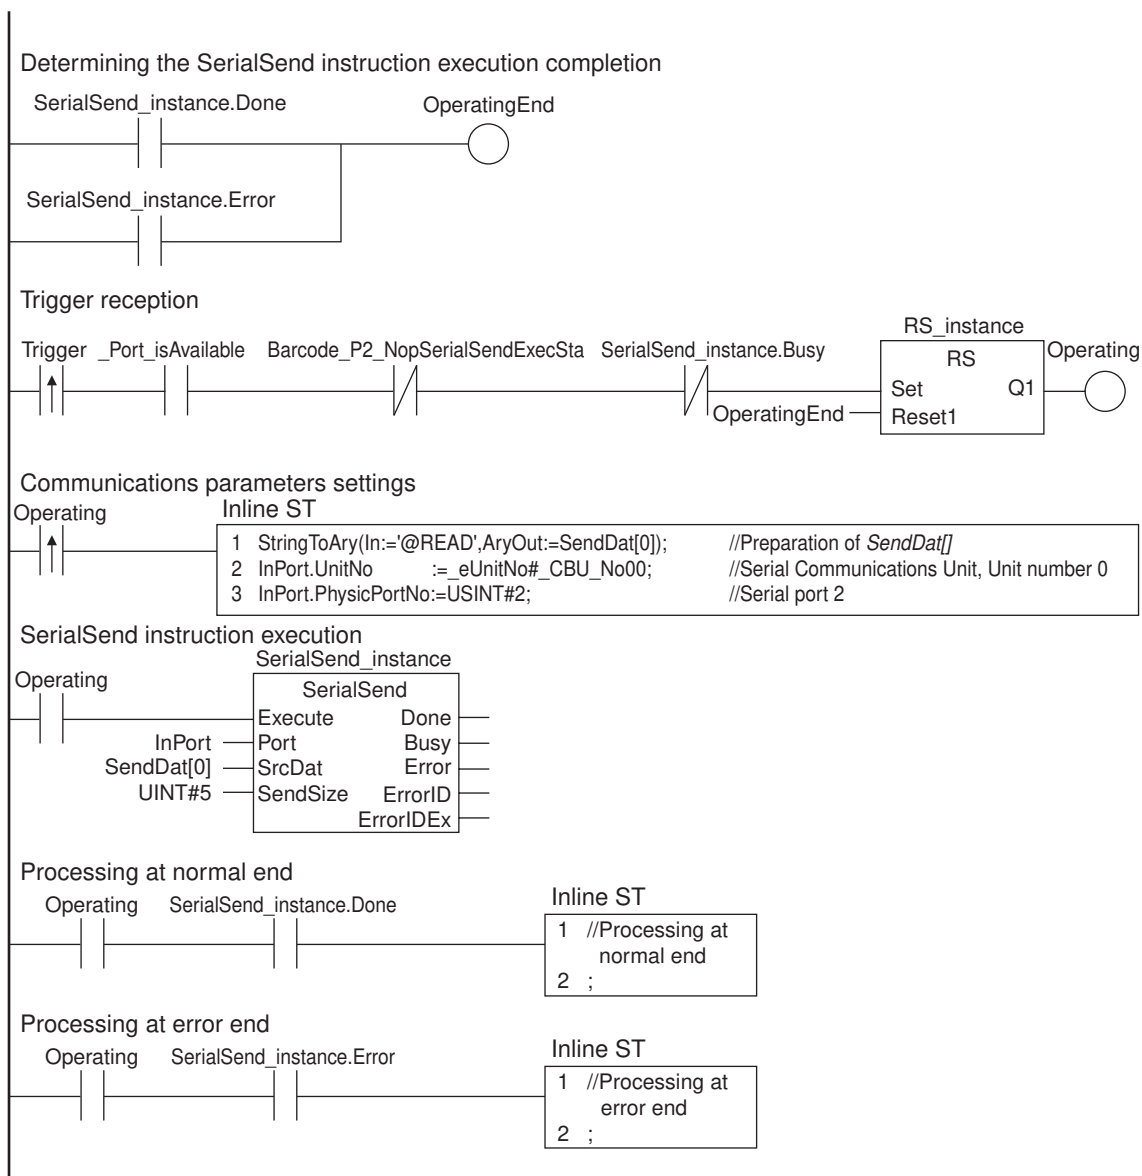 Determining the SerialSend instruction execution completion
SerialSend_instance.Done
OperatingEnd
SerialSend_instance.Error
Trigger reception
Trigger
_Port_isAvailable
Barcode_P2_NopSerialSendExecSta
SerialSend_instance.Busy
RS_instance
RS
Operating
Set
Q1
OperatingEnd
Reset1
Communications parameters settings
Operating
Inline ST
1 StringToAry(In:='@READ',AryOut:=SendDat[0]); //Preparation of SendDat[]
2 InPort.UnitNo :=_eUnitNo#_CBU_No00; //Serial Communications Unit, Unit number 0
3 InPort.PhysicPortNo:=USINT#2; //Serial port 2
SerialSend instruction execution
SerialSend_instance
Operating
SerialSend
Execute Done
InPort Port Busy
SendDat[0] SrcDat Error
UINT#5 SendSize ErrorID
ErrorIDEx
Processing at normal end
Operating
SerialSend_instance.Done
Inline ST
1 //Processing at
normal end
2 ;
Processing at error end
Operating
SerialSend_instance.Error
Inline ST
1 //Processing at
error end
2 ;